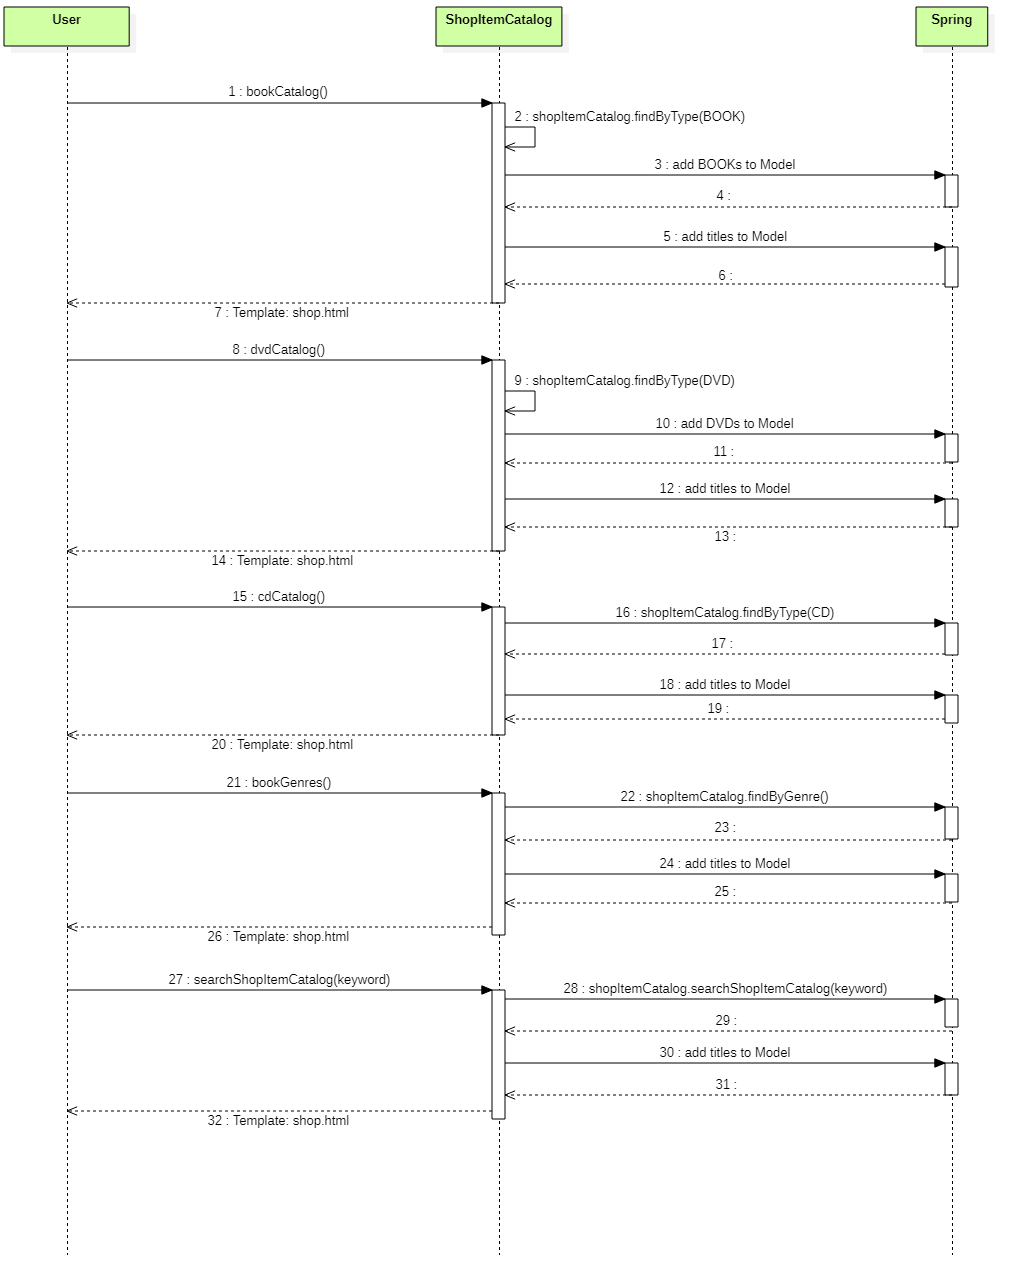 User
ShopItemCatalog
Spring
1 : bookCatalog()
2 : shopItemCatalog.findByType(BOOK)
3 : add BOOKs to Model
4 :
5 : add titles to Model
6 :
7 : Template: shop.html
8 : dvdCatalog()
9 : shopItemCatalog.findByType(DVD)
10 : add DVDs to Model
11 :
12 : add titles to Model
13 :
14 : Template: shop.html
15 : cdCatalog()
16 : shopItemCatalog.findByType(CD)
17 :
18 : add titles to Model
19 :
20 : Template: shop.html
21 : bookGenres()
22 : shopItemCatalog.findByGenre()
23 :
24 : add titles to Model
25 :
26 : Template: shop.html
27 : searchShopItemCatalog(keyword)
28 : shopItemCatalog.searchShopItemCatalog(keyword)
29 :
30 : add titles to Model
31 :
32 : Template: shop.html